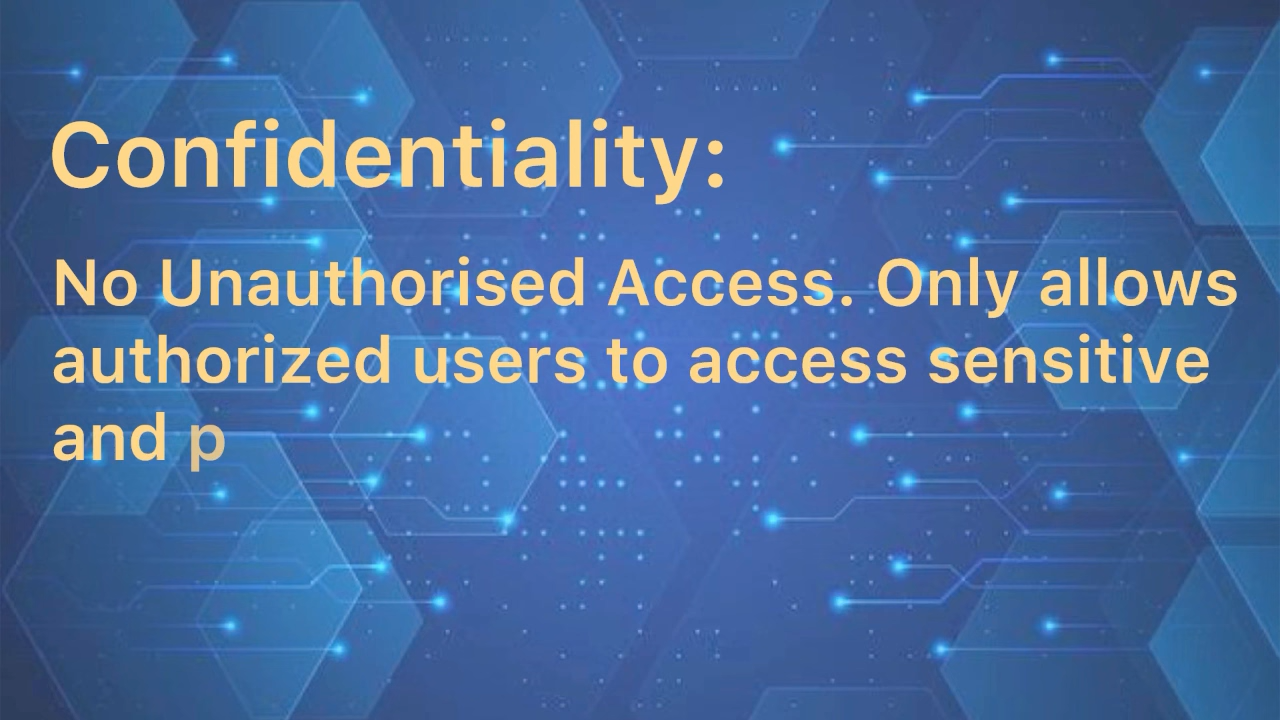 Confidentiality:
No Unauthorised Access. Only allows
authorized users to access sensitive
and p